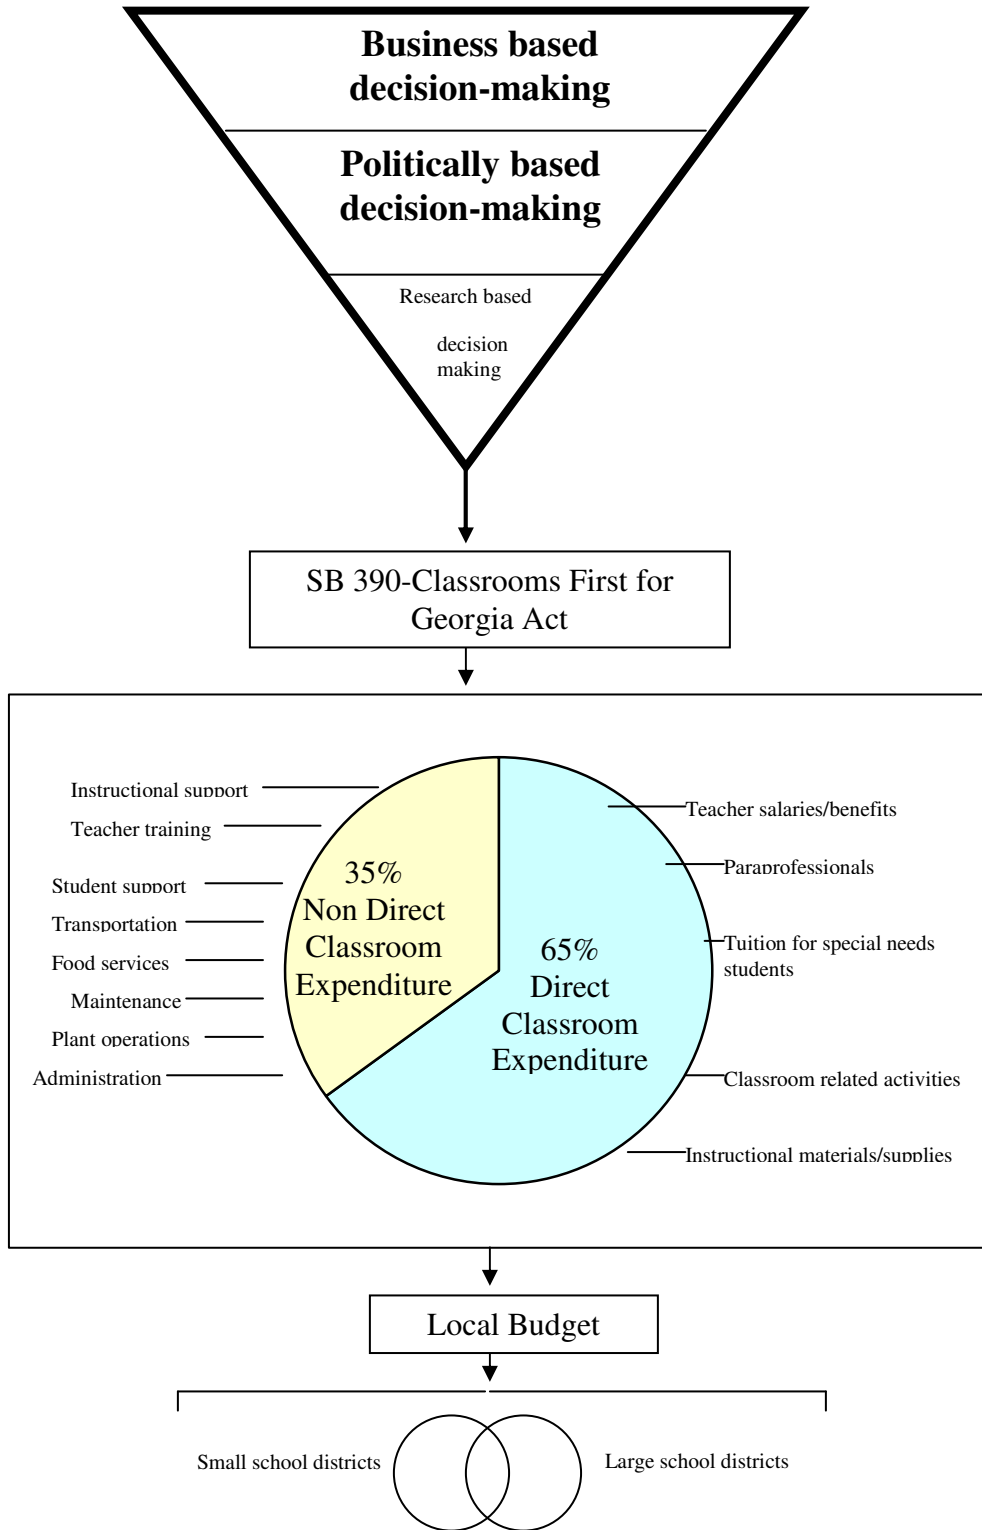 Business based
decision-making
Politically based
decision-making
Research based
decision
making
SB 390-Classrooms First for
Georgia Act
Instructional support
Teacher training
Student support
Transportation
Food services
Maintenance
Plant operations
Administration
35%
Non Direct
Classroom
Expenditure
65%
Direct
Classroom
Expenditure
Teacher salaries/benefits
Paraprofessionals
Tuition for special needs
students
Classroom related activities
Instructional materials/supplies
Local Budget
Small school districts
Large school districts